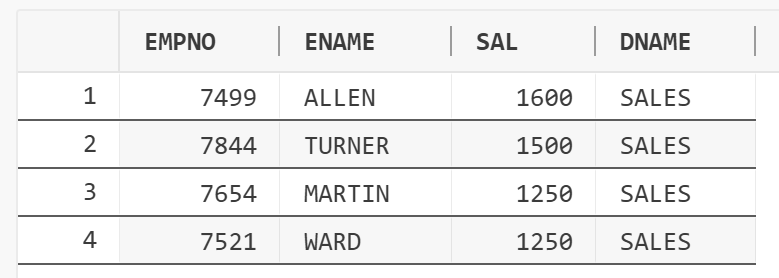 EMPNO ENAME SAL DNAME
1 7499 ALLEN 1600 SALES
2 7844 TURNER 1500 SALES
3 7654 MARTIN 1250 SALES
4 7521 WARD 1250 SALES